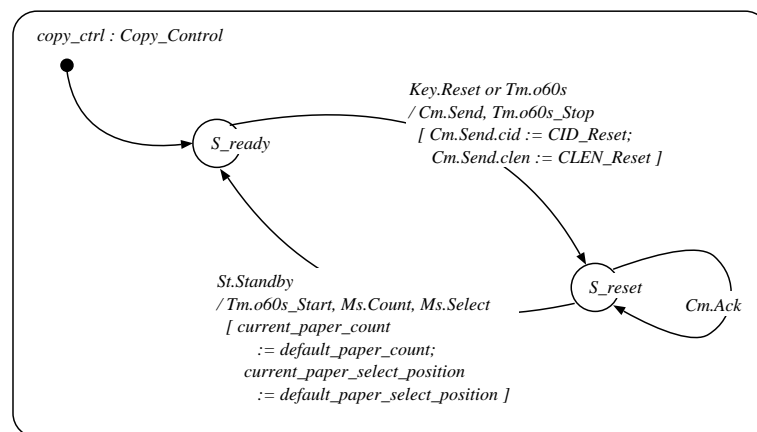 copy_ctrl : Copy_Control
Key.Reset or Tm.o60s
/ Cm.Send, Tm.o60s_Stop
[ Cm.Send.cid := CID_Reset;
Cm.Send.clen := CLEN_Reset ]
S_ready
St.Standby
/ Tm.o60s_Start, Ms.Count, Ms.Select
[ current_paper_count
:= default_paper_count;
current_paper_select_position
:= default_paper_select_position ]
S_reset
Cm.Ack